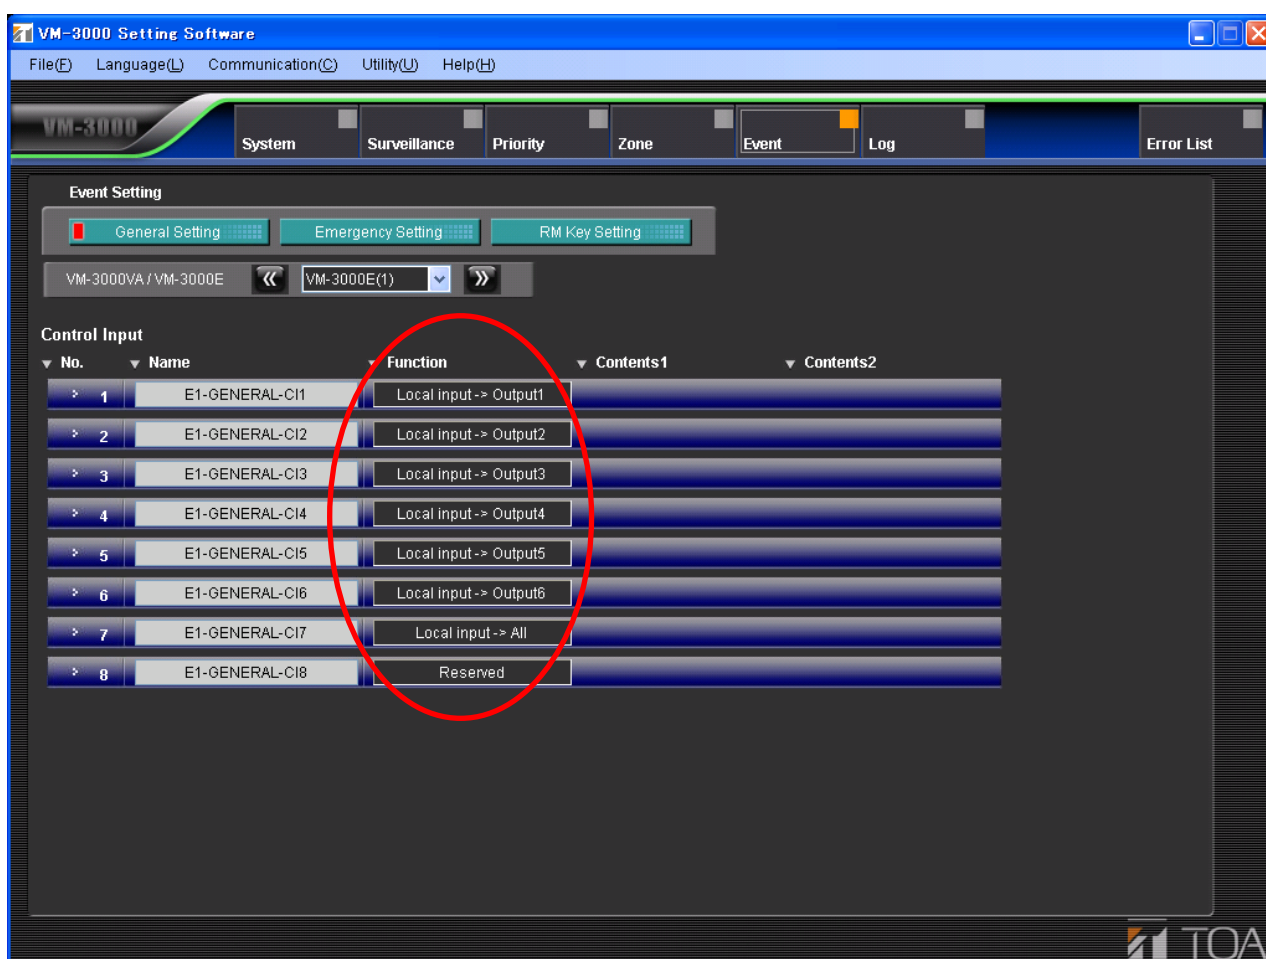 VM-3000 Setting Software
File(F) Language(L) Communication(C) Utility(U) Help(H)
VM-3000 System Surveillance Priority Zone Event Log Error List
Event Setting
General Setting Emergency Setting RM Key Setting
VM-3000VA / VM-3000E VM-3000E(1)
Control Input
No. Name Function Contents1 Contents2
1 E1-GENERAL-CI1 Local input -> Output1
2 E1-GENERAL-CI2 Local input -> Output2
3 E1-GENERAL-CI3 Local input -> Output3
4 E1-GENERAL-CI4 Local input -> Output4
5 E1-GENERAL-CI5 Local input -> Output5
6 E1-GENERAL-CI6 Local input -> Output6
7 E1-GENERAL-CI7 Local input -> All
8 E1-GENERAL-CI8 Reserved
TOA